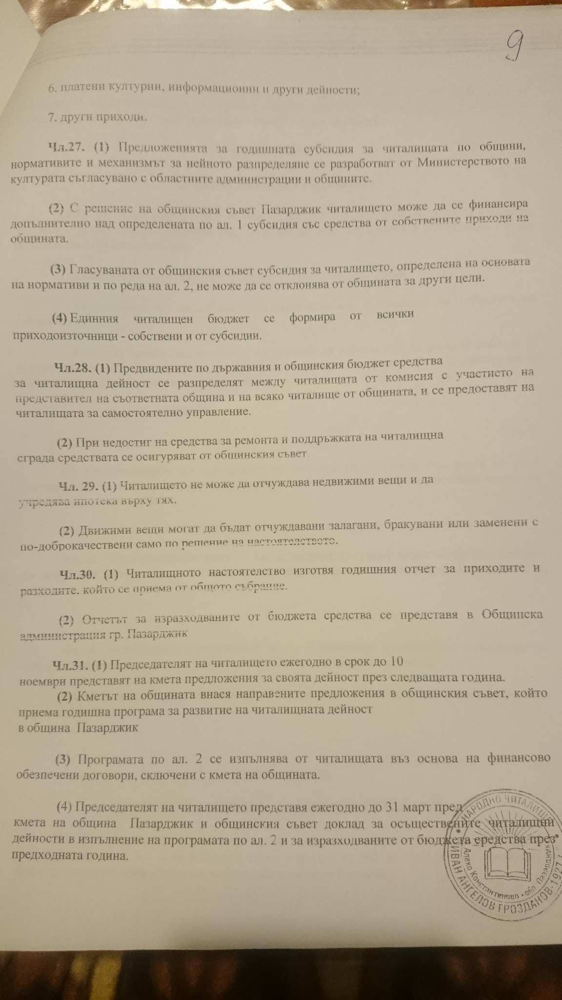 9
6. платени културни, информационни и други дейности;
7. други приходи.
Чл.27. (1) Предложенията за годишната субсидия за читалищата по общини,
нормативите и механизмът за нейното разпределяне се разработват от Министерството на
културата съгласувано с областните администрации и общините.
(2) С решение на общинския съвет Пазарджик читалището може да се финансира
допълнително над определената по ал. 1 субсидия със средства от собствените приходи на
общината.
(3) Гласуваната от общинския съвет субсидия за читалището, определена на основата
на нормативи и по реда на ал. 2, не може да се отклонява от общината за други цели.
(4) Единния читалищен бюджет се формира от всички
приходоизточници - собствени и от субсидии.
Чл.28. (1) Предвидените по държавния и общинския бюджет средства
за читалищна дейност се разпределят между читалищата от комисия с участието на
представител на съответната община и на всяко читалище от общината, и се предоставят на
читалищата за самостоятелно управление.
(2) При недостиг на средства за ремонта и поддръжката на читалищна
сграда средствата се осигуряват от общинския съвет.
Чл. 29. (1) Читалището не може да отчуждава недвижими вещи и да
учредява ипотека върху тях.
(2) Движими вещи могат да бъдат отчуждавани залагани, бракувани или заменени с
по-доброкачествени само по решение на настоятелството.
Чл.30. (1) Читалищното настоятелство изготвя годишния отчет за приходите и
разходите. който се приема от общото събрание.
(2) Отчетът за изразходваните от бюджета средства се представя в Общинска
администрация гр. Пазарджик
Чл.31. (1) Председателят на читалището ежегодно в срок до 10
ноември представят на кмета предложения за своята дейност през следващата година.
(2) Кметът на общината внася направените предложения в общинския съвет, който
приема годишна програма за развитие на читалищната дейност
в община Пазарджик
(3) Програмата по ал. 2 се изпълнява от читалищата въз основа на финансово
обезпечени договори, сключени с кмета на общината.
(4) Председателят на читалището представя ежегодно до 31 март пред
кмета на община Пазарджик и общинския съвет доклад за осъществените читалищни
дейности в изпълнение на програмата по ал. 2 и за изразходваните от бюджета средства през
предходната година.
НАРОДНО ЧИТАЛИЩЕ
ИВАН АНГЕЛОВ ГРОЗДАНОВ-1927 г.
Алеко Константиново • обл. Пазарджик